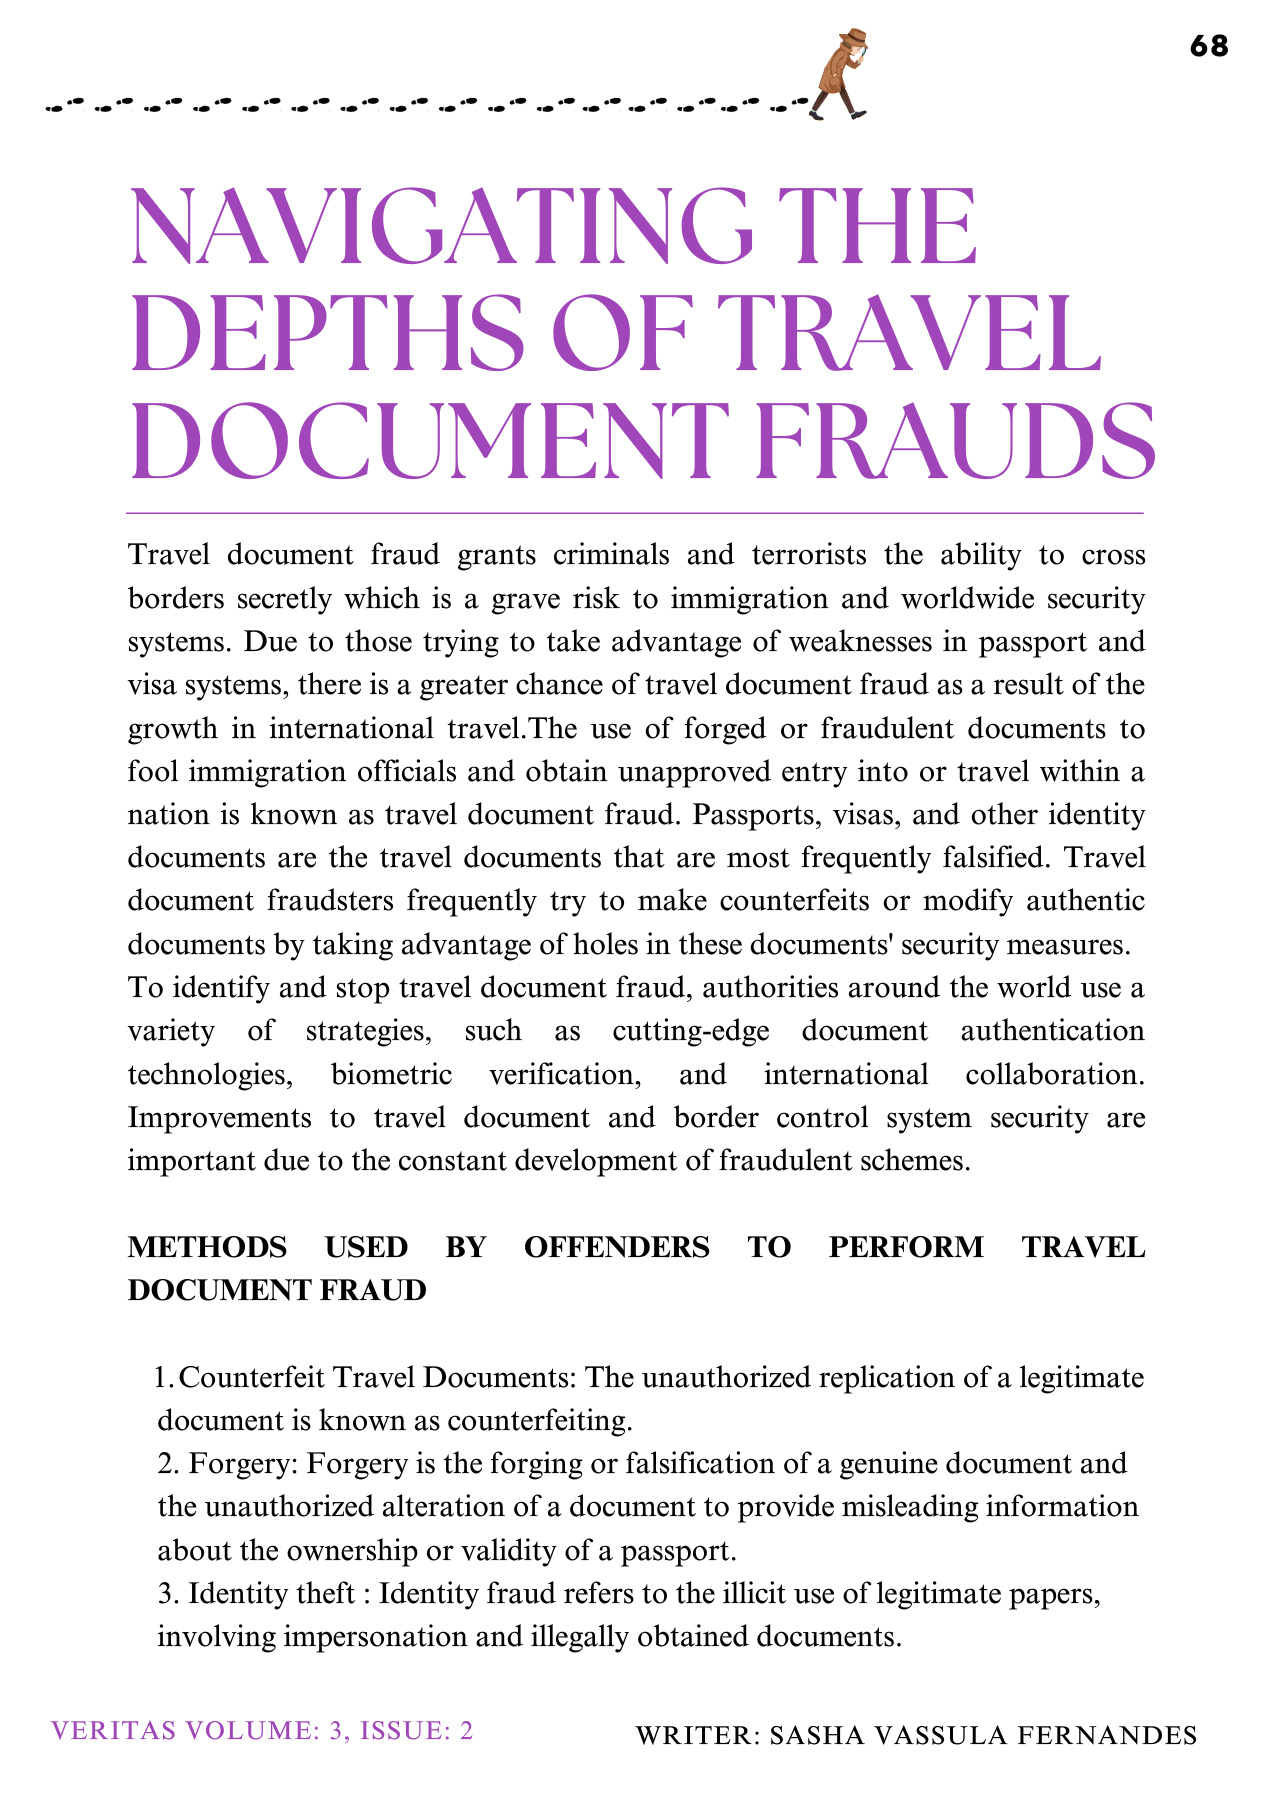 68
NAVIGATING THE
DEPTHS OF TRAVEL
DOCUMENT FRAUDS
Travel document fraud grants criminals and terrorists the ability to cross
borders secretly which is a grave risk to immigration and worldwide security
systems. Due to those trying to take advantage of weaknesses in passport and
visa systems, there is a greater chance of travel document fraud as a result of the
growth in international travel.The use of forged or fraudulent documents to
fool immigration officials and obtain unapproved entry into or travel within a
nation is known as travel document fraud. Passports, visas, and other identity
documents are the travel documents that are most frequently falsified. Travel
document fraudsters frequently try to make counterfeits or modify authentic
documents by taking advantage of holes in these documents' security measures.
To identify and stop travel document fraud, authorities around the world use a
variety of strategies, such as cutting-edge document authentication
technologies, biometric verification, and international collaboration.
Improvements to travel document and border control system security are
important due to the constant development of fraudulent schemes.
METHODS USED BY OFFENDERS TO PERFORM TRAVEL
DOCUMENT FRAUD
1. Counterfeit Travel Documents: The unauthorized replication of a legitimate
document is known as counterfeiting.
2. Forgery: Forgery is the forging or falsification of a genuine document and
the unauthorized alteration of a document to provide misleading information
about the ownership or validity of a passport.
3. Identity theft : Identity fraud refers to the illicit use of legitimate papers,
involving impersonation and illegally obtained documents.
VERITAS VOLUME: 3, ISSUE: 2
WRITER: SASHA VASSULA FERNANDES